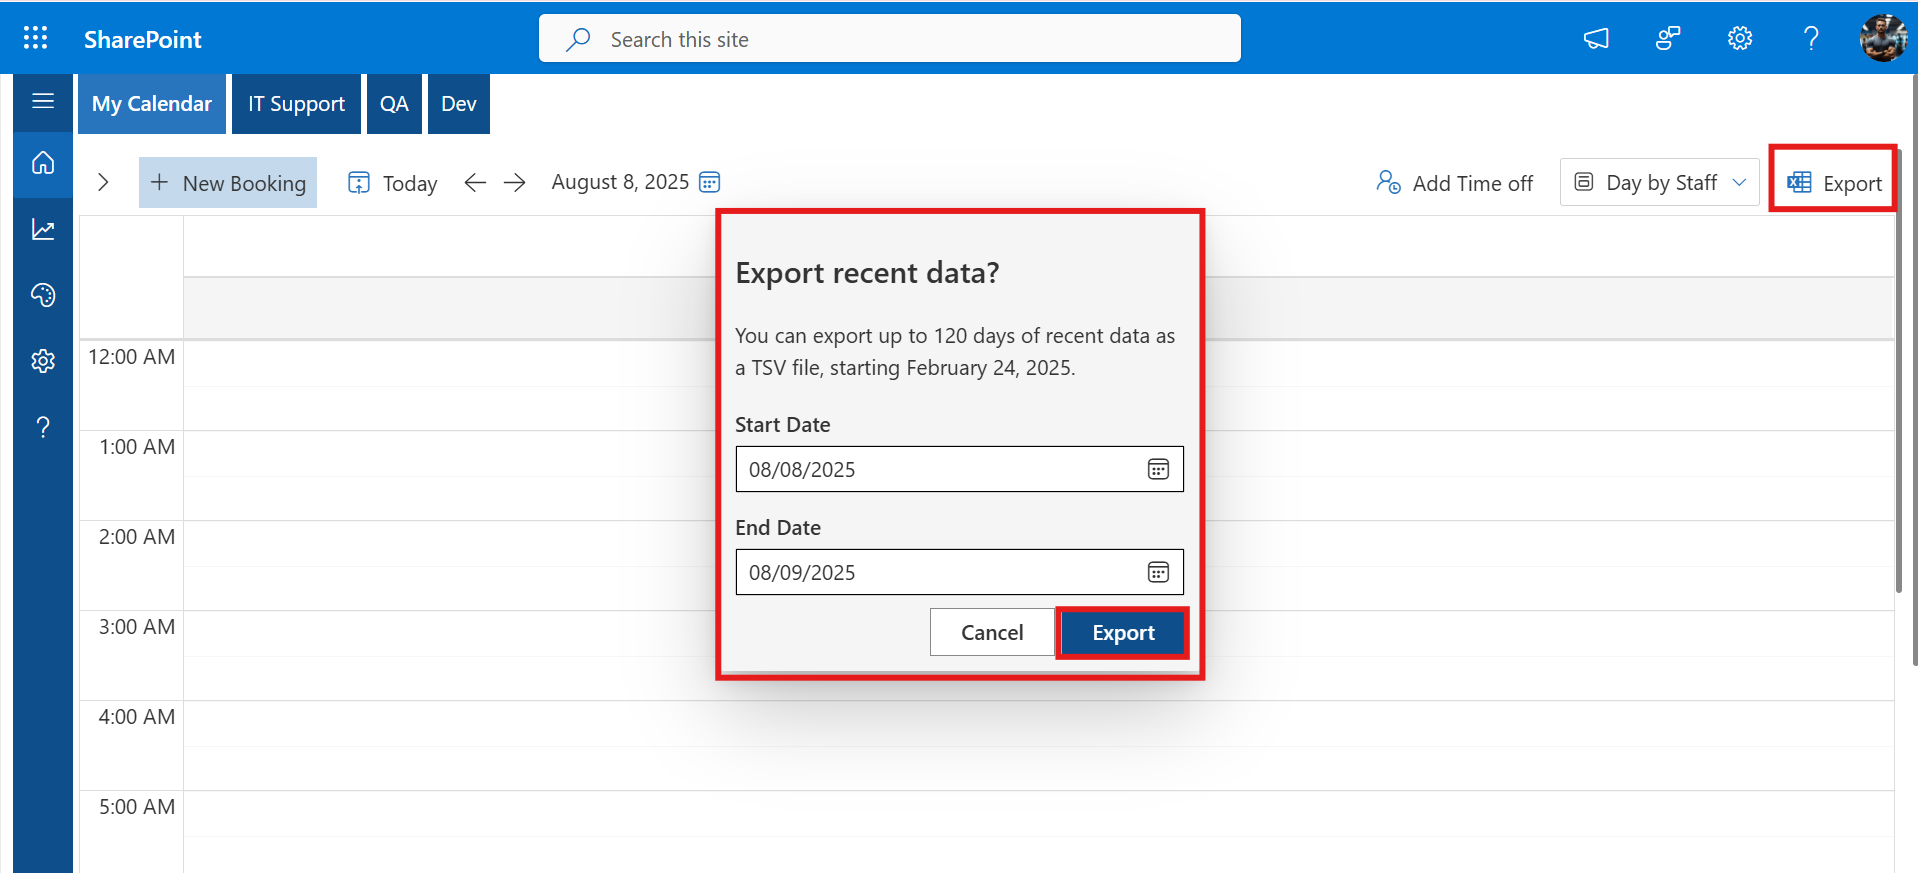 SharePoint
Search this site
My Calendar
IT Support
QA
Dev
New Booking
Today
August 8, 2025
Add Time off
Day by Staff
Export
Export recent data?
You can export up to 120 days of recent data as
a TSV file, starting February 24, 2025.
Start Date
08/08/2025
End Date
08/09/2025
Cancel
Export
12:00 AM
1:00 AM
2:00 AM
3:00 AM
4:00 AM
5:00 AM